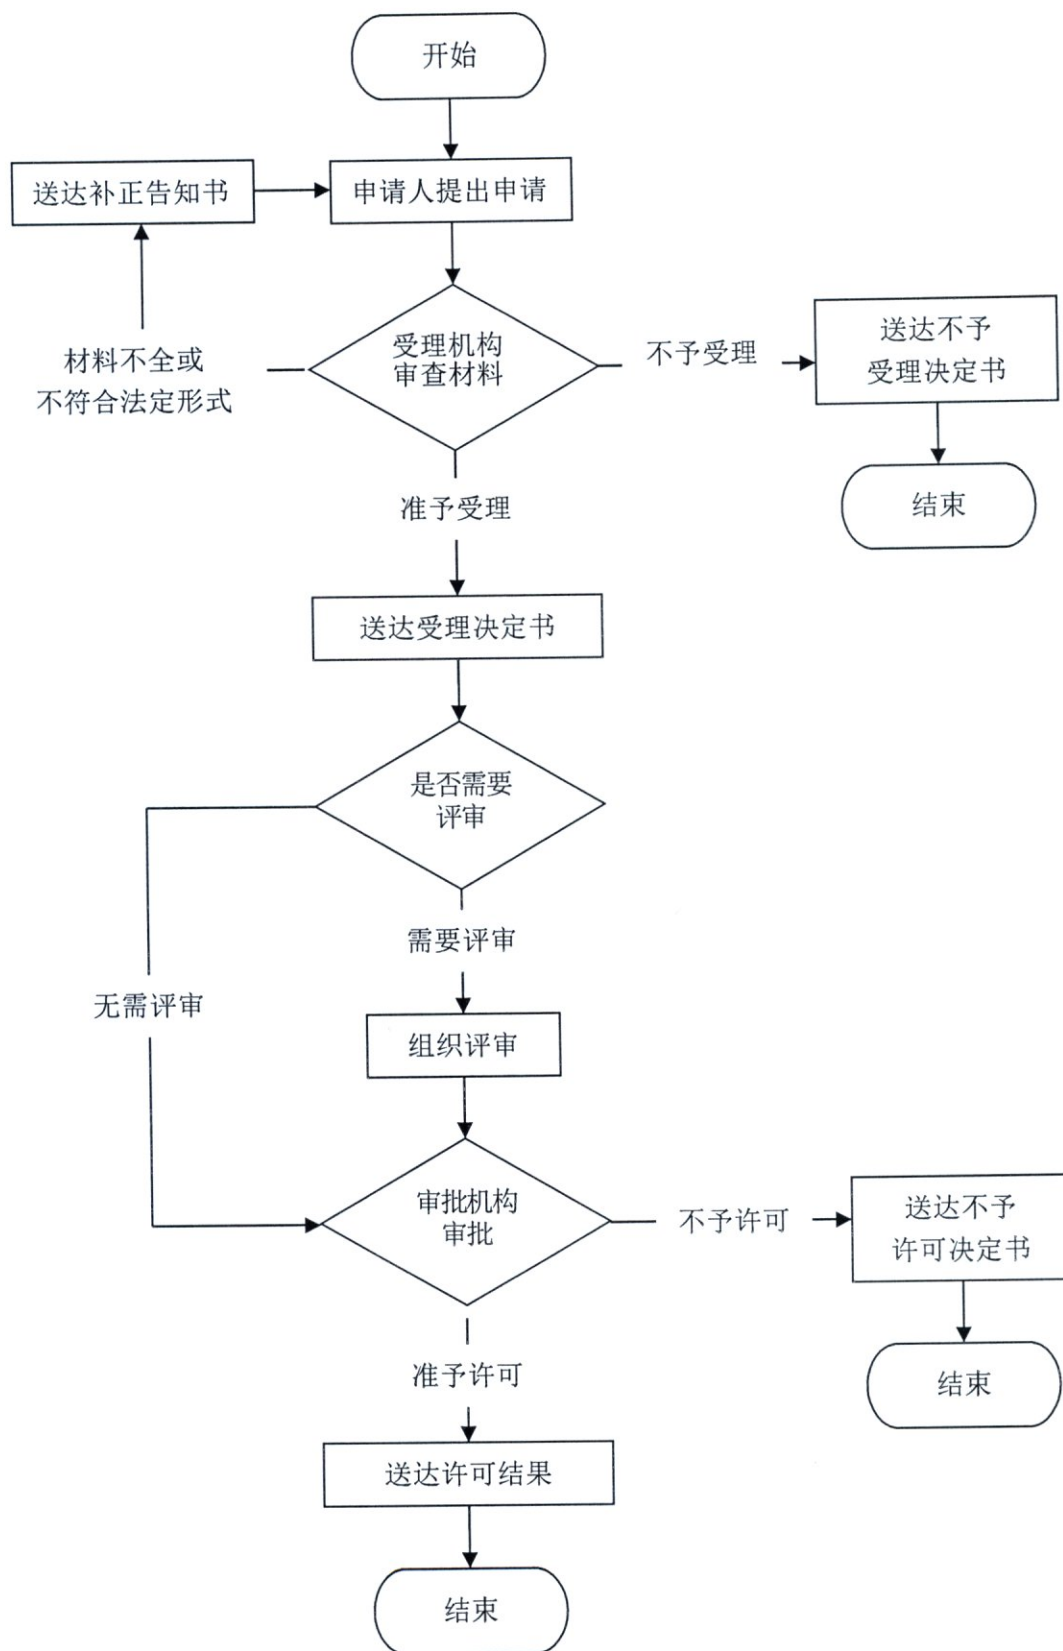 开始
送达补正告知书
申请人提出申请
材料不全或
不符合法定形式
受理机构
审查材料
不予受理
送达不予
受理决定书
结束
准予受理
送达受理决定书
是否需要
评审
需要评审
无需评审
组织评审
审批机构
审批
不予许可
送达不予
许可决定书
结束
准予许可
送达许可结果
结束